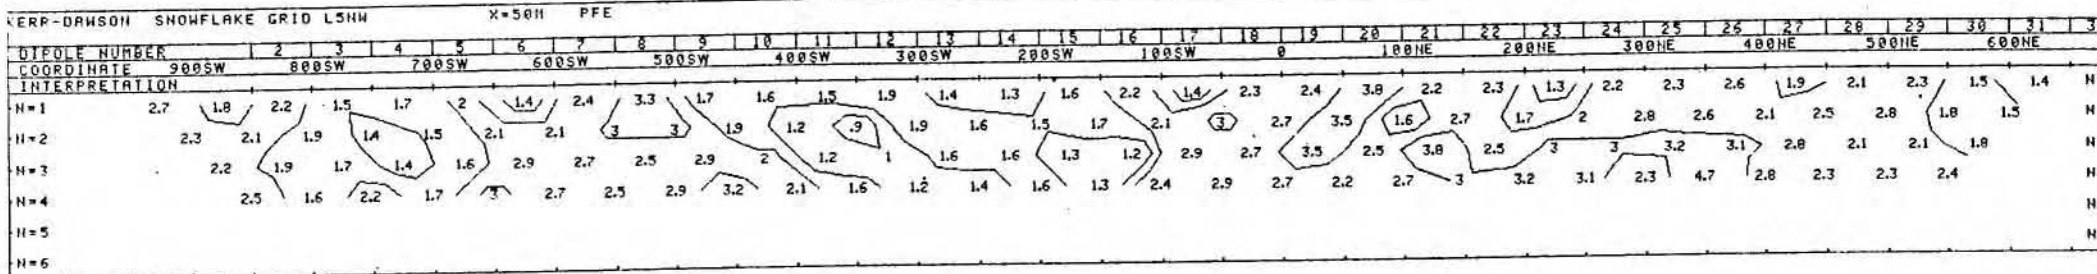 KERR-DAWSON SNOWFLAKE GRID L5NW X=50M PFE
DIPOLE NUMBER 2 3 4 5 6 7 8 9 10 11 12 13 14 15 16 17 18 19 20 21 22 23 24 25 26 27 28 29 30 31 3
COORDINATE 900SW 800SW 700SW 600SW 500SW 400SW 300SW 200SW 100SW 0 100NE 200NE 300NE 400NE 500NE 600NE
INTERPRETATION
N=1 2.7 1.8 2.2 1.5 1.7 2 1.4 2.4 3.3 1.7 1.6 1.5 1.9 1.4 1.3 1.6 2.2 1.4 2.3 2.4 3.8 2.2 2.3 1.3 2.2 2.3 2.6 1.9 2.1 2.3 1.5 1.4 N
N=2 2.3 2.1 1.9 1.4 1.5 2.1 2.1 3 3 1.9 1.2 .9 1.9 1.6 1.5 1.7 2.1 3 2.7 3.5 1.6 2.7 1.7 2 2.8 2.6 2.1 2.5 2.8 1.8 1.5 N
N=3 2.2 1.9 1.7 1.4 1.6 2.9 2.7 2.5 2.9 2 1.2 1 1.6 1.6 1.3 1.2 2.9 2.7 3.5 2.5 3.8 2.5 3 3 3.2 3.1 2.8 2.1 2.1 1.8 N
N=4 2.5 1.6 2.2 1.7 3 2.7 2.5 2.9 3.2 2.1 1.6 1.2 1.4 1.6 1.3 2.4 2.9 2.7 2.2 2.7 3 3.2 3.1 2.3 4.7 2.8 2.3 2.3 2.4 N
N=5 N
N=6 N